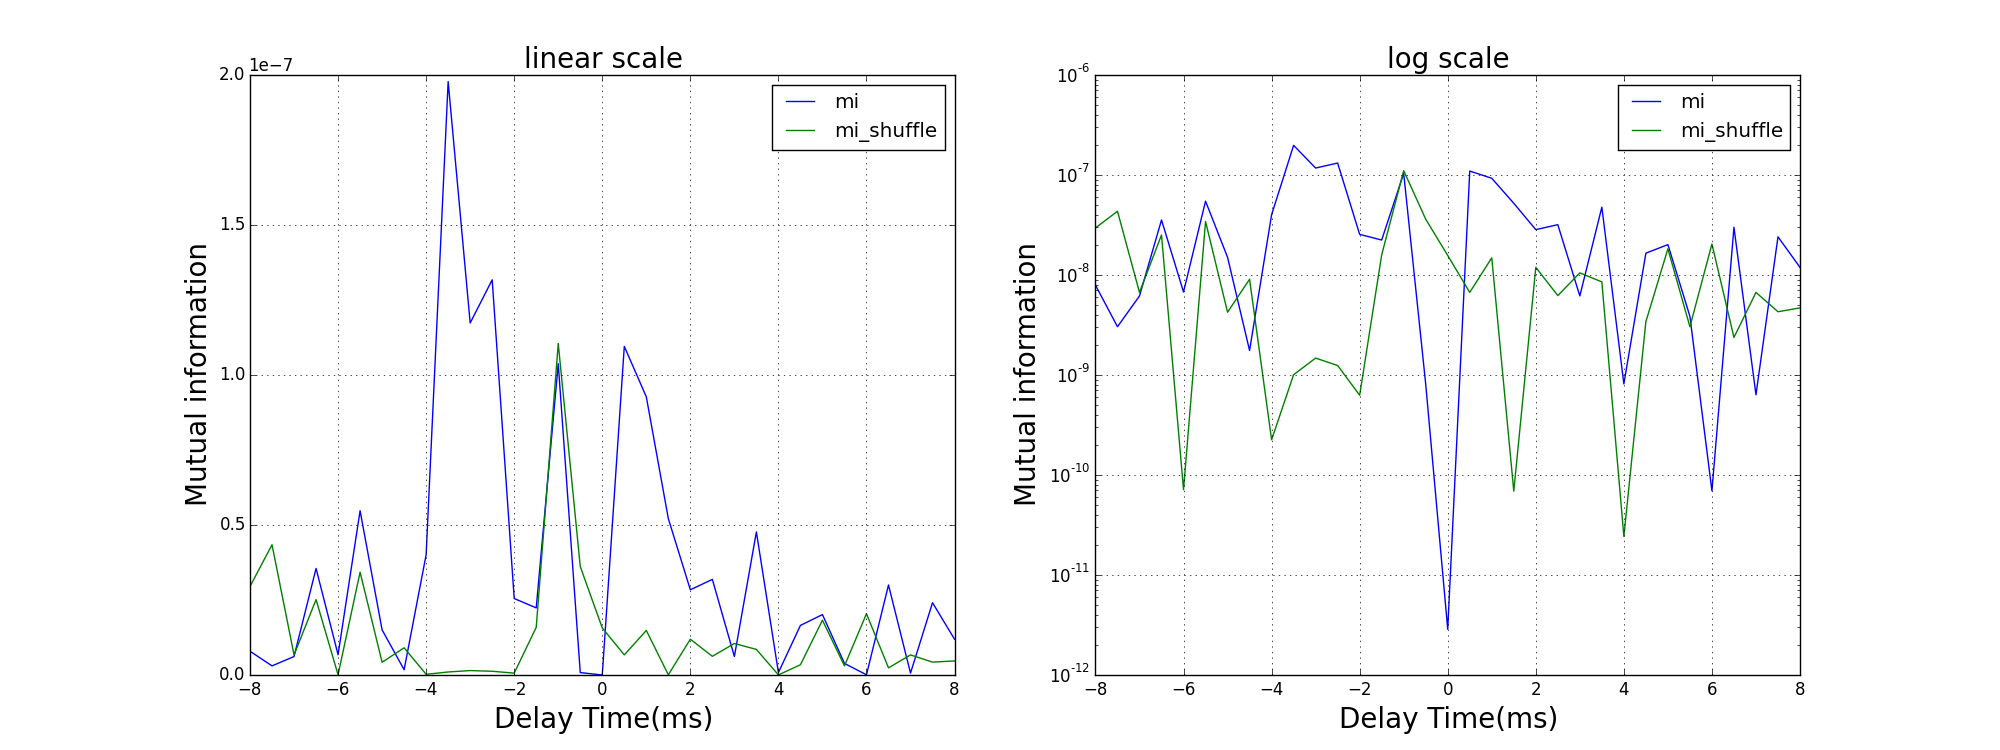 linear scale
1e−7
2.0
1.5
1.0
0.5
0.0
−8 −6 −4 −2 0 2 4 6 8
Mutual information
Delay Time(ms)
mi
mi_shuffle
log scale
10^-6
10^-7
10^-8
10^-9
10^-10
10^-11
10^-12
−8 −6 −4 −2 0 2 4 6 8
Mutual information
Delay Time(ms)
mi
mi_shuffle